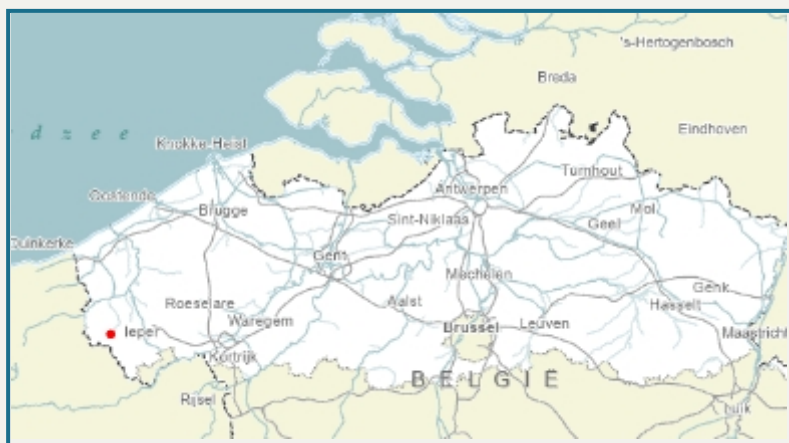 's-Hertogenbosch
Breda
dzee
Eindhoven
Knokke-Heist
Turnhout
Antwerpen
Oostende
Brugge
Sint-Niklaas
Geel
Mol
Duinkerke
Gent
Mechelen
Genk
Roeselare
Aalst
Hasselt
Ieper
Waregem
Brussel
Leuven
Maastricht
Kortrijk
BELGIË
Rijsel
Luik